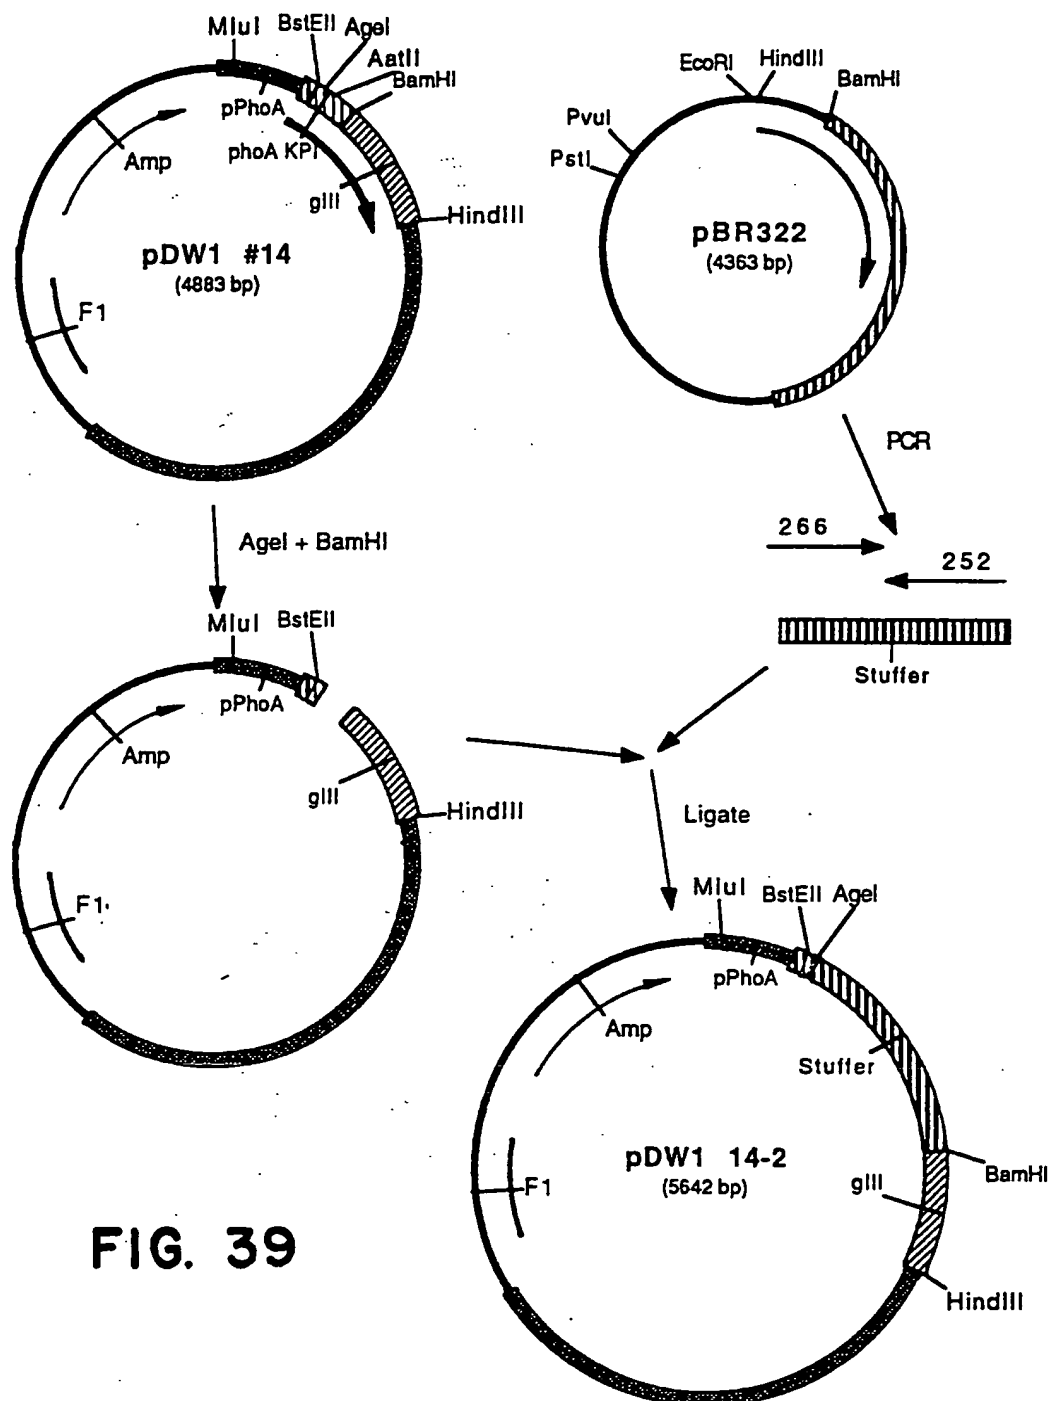 MluI
BstEII
AgeI
AatII
BamHI
pPhoA
phoA KPI
gIII
HindIII
Amp
F1
pDW1 #14
(4883 bp)
EcoRI
HindIII
BamHI
PvuI
PstI
pBR322
(4363 bp)
PCR
266
252
Stuffer
AgeI + BamHI
MluI
BstEII
pPhoA
Amp
gIII
HindIII
F1
Ligate
MluI
BstEII
AgeI
pPhoA
Amp
Stuffer
pDW1 14-2
(5642 bp)
F1
gIII
BamHI
HindIII
FIG. 39